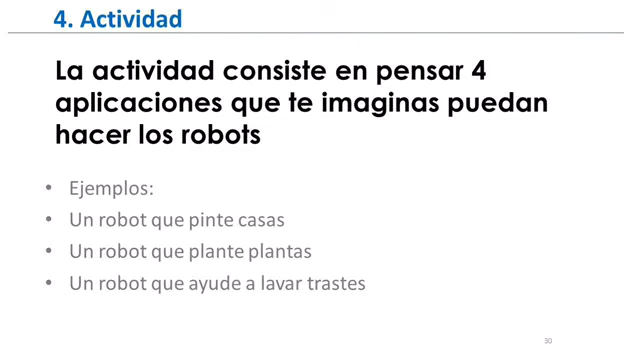 4. Actividad
La actividad consiste en pensar 4
aplicaciones que te imaginas puedan
hacer los robots
• Ejemplos:
• Un robot que pinte casas
• Un robot que plante plantas
• Un robot que ayude a lavar trastes
30